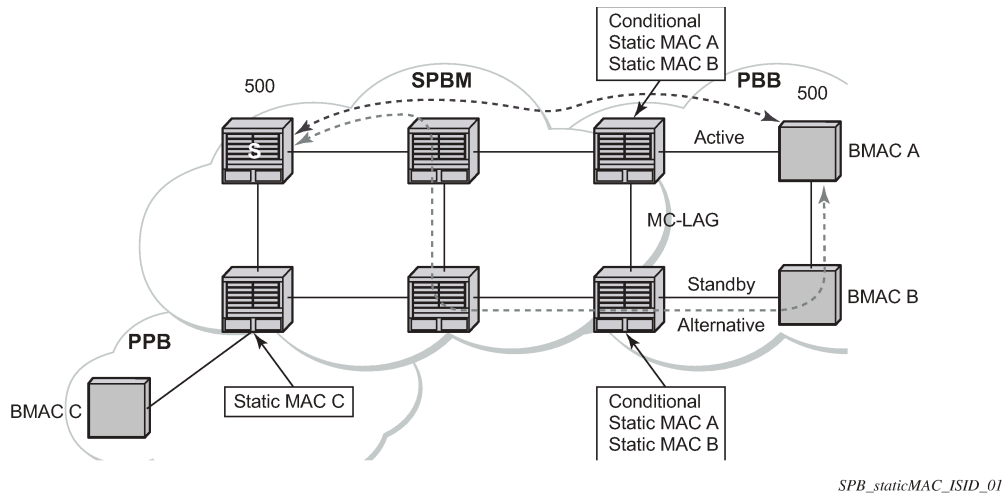 Conditional
Static MAC A
Static MAC B
500
SPBM
PBB
500
S
Active
BMAC A
MC-LAG
Standby
BMAC B
Alternative
PPB
BMAC C
Static MAC C
Conditional
Static MAC A
Static MAC B
SPB_staticMAC_ISID_01